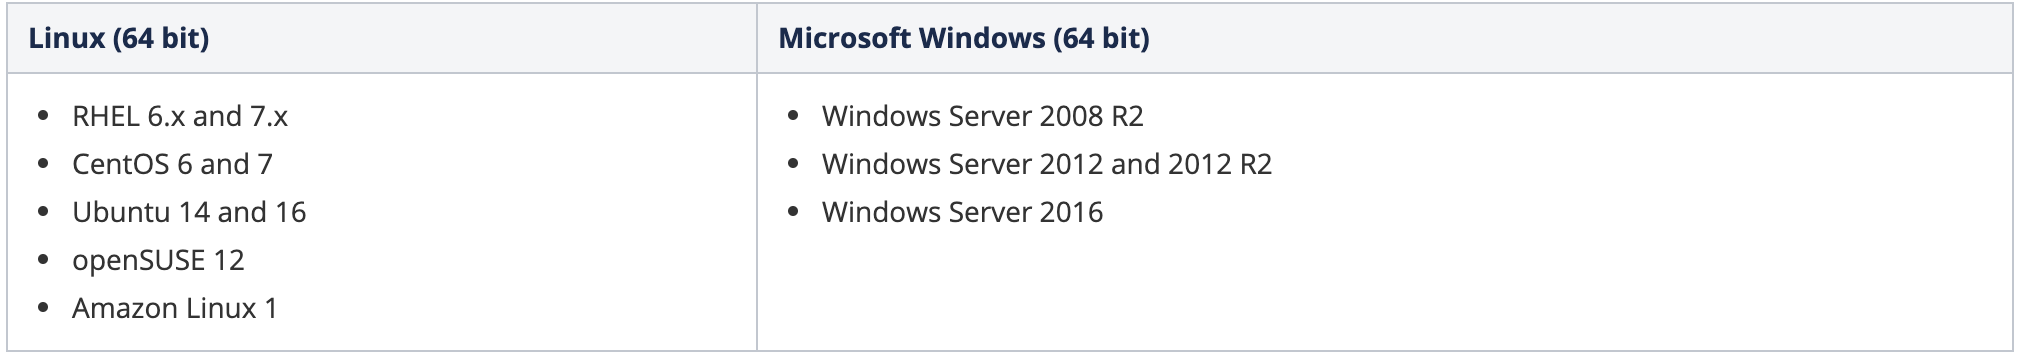 Linux (64 bit)
Microsoft Windows (64 bit)
RHEL 6.x and 7.x
CentOS 6 and 7
Ubuntu 14 and 16
openSUSE 12
Amazon Linux 1
Windows Server 2008 R2
Windows Server 2012 and 2012 R2
Windows Server 2016